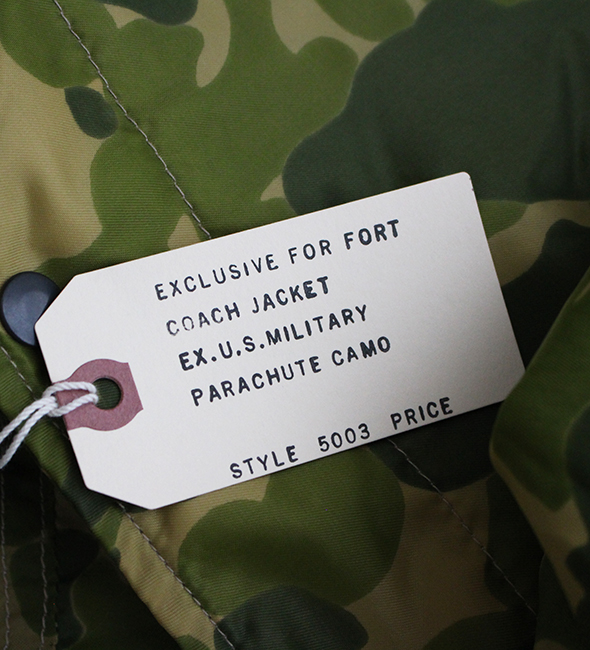 EXCLUSIVE FOR FORT
COACH JACKET
EX.U.S.MILITARY
PARACHUTE CAMO
STYLE 5003 PRICE